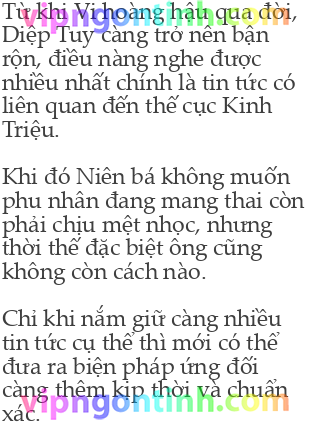 Từ khi Vi hoàng hậu qua đời,
Diệp Tuy càng trở nên bận
rộn, điều nàng nghe được
nhiều nhất chính là tin tức có
liên quan đến thế cục Kinh
Triệu.
Khi đó Niên bá không muốn
phu nhân đang mang thai còn
phải chịu mệt nhọc, nhưng
thời thế đặc biệt ông cũng
không còn cách nào.
Chỉ khi nắm giữ càng nhiều
tin tức cụ thể thì mới có thể
đưa ra biện pháp ứng đối
càng thêm kịp thời và chuẩn
xác.
vipngontinh.com
vipngontinh.com